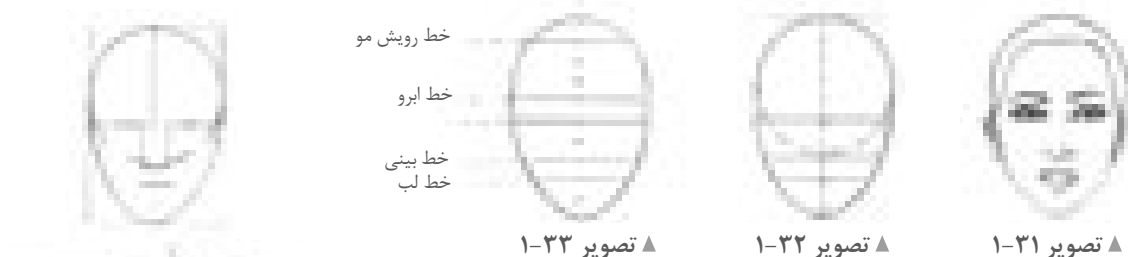 خط رویش مو
خط ابرو
خط بینی
خط لب
▲ تصویر ۳۱-۱
▲ تصویر ۳۲-۱
▲ تصویر ۳۳-۱